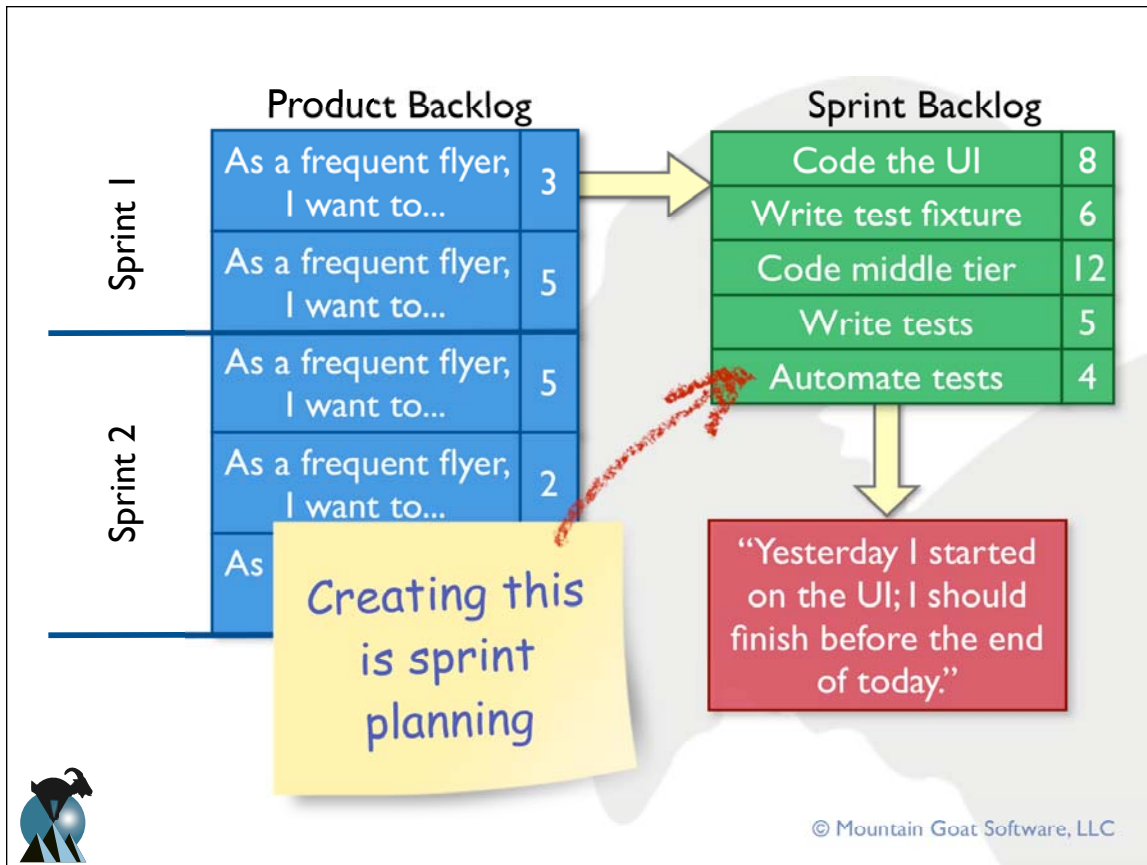 Product Backlog
Sprint 1
As a frequent flyer,
I want to...
3
As a frequent flyer,
I want to...
5
Sprint 2
As a frequent flyer,
I want to...
5
As a frequent flyer,
I want to...
2
As
Creating this
is sprint
planning
Sprint Backlog
Code the UI 8
Write test fixture 6
Code middle tier 12
Write tests 5
Automate tests 4
“Yesterday I started
on the UI; I should
finish before the end
of today.”
© Mountain Goat Software, LLC